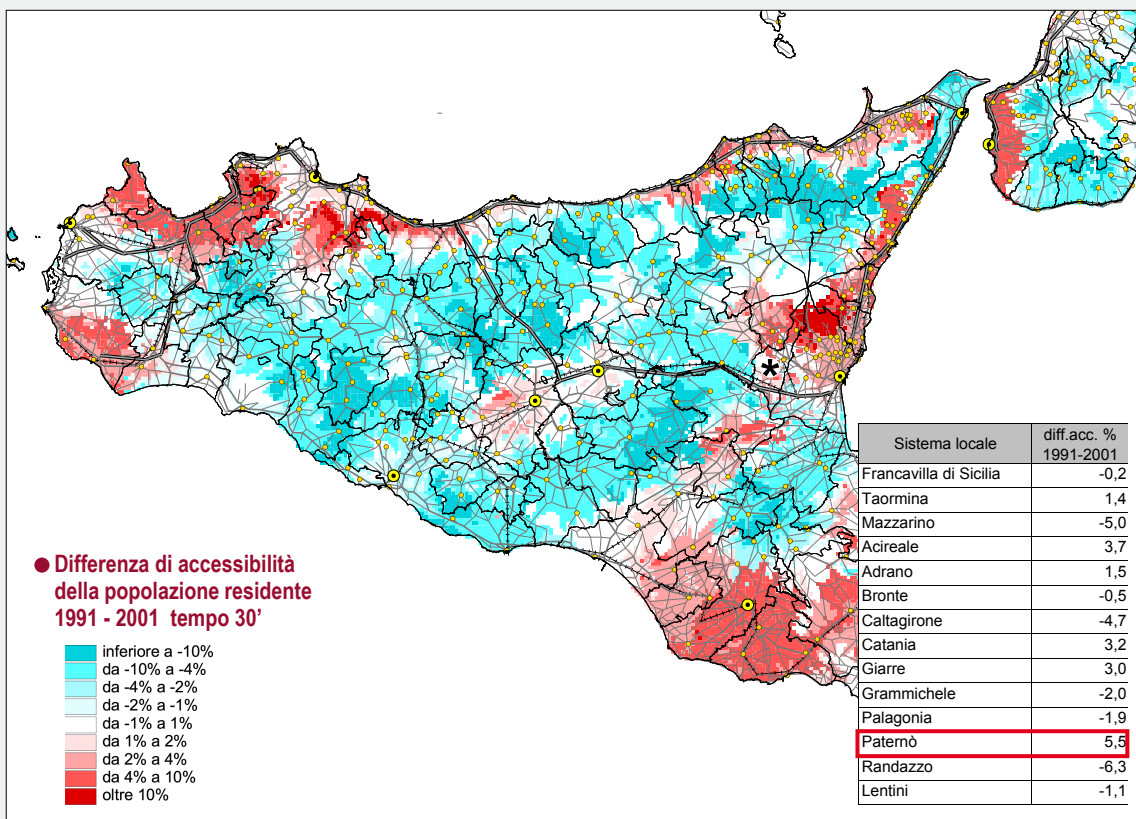 ● Differenza di accessibilità
della popolazione residente
1991 - 2001 tempo 30’
inferiore a -10%
da -10% a -4%
da -4% a -2%
da -2% a -1%
da -1% a 1%
da 1% a 2%
da 2% a 4%
da 4% a 10%
oltre 10%
*
Sistema locale diff.acc. % 1991-2001
Francavilla di Sicilia -0,2
Taormina 1,4
Mazzarino -5,0
Acireale 3,7
Adrano 1,5
Bronte -0,5
Caltagirone -4,7
Catania 3,2
Giarre 3,0
Grammichele -2,0
Palagonia -1,9
Paternò 5,5
Randazzo -6,3
Lentini -1,1